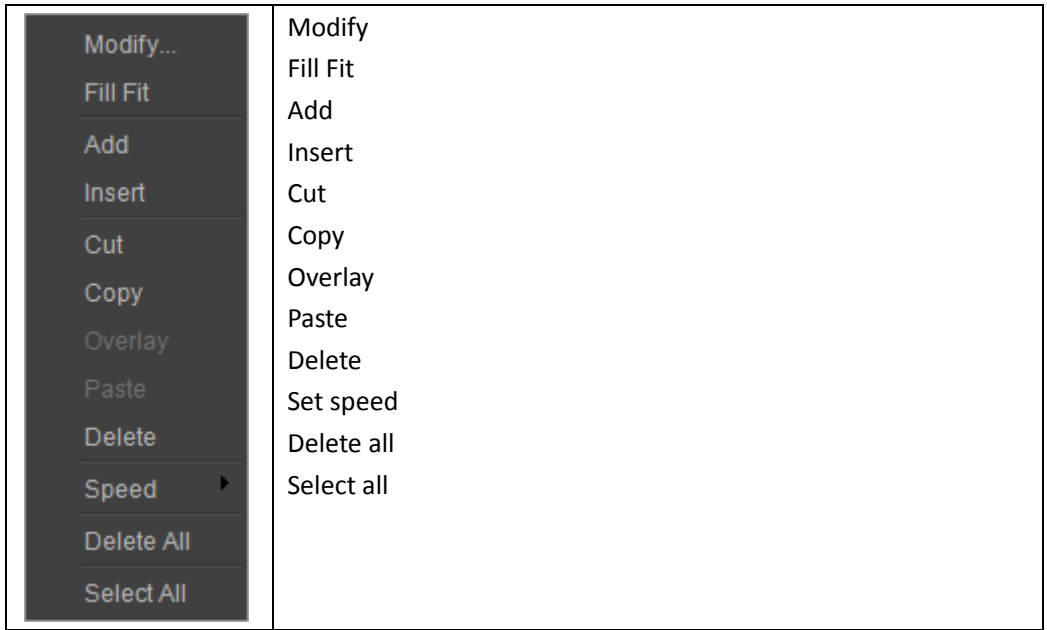 Modify...
Fill Fit
Add
Insert
Cut
Copy
Overlay
Paste
Delete
Speed
Delete All
Select All
Modify
Fill Fit
Add
Insert
Cut
Copy
Overlay
Paste
Delete
Set speed
Delete all
Select all